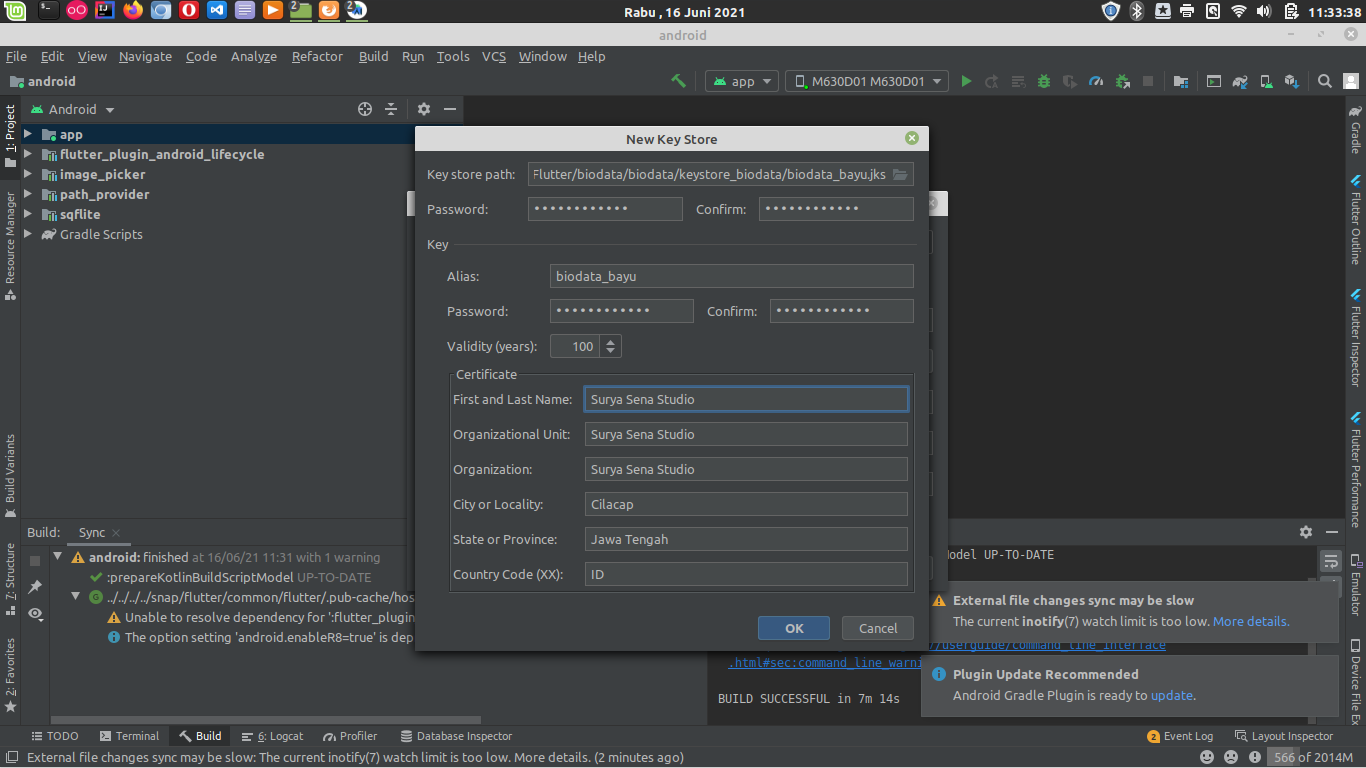 Rabu , 16 Juni 2021
11:33:38
android
File Edit View Navigate Code Analyze Refactor Build Run Tools VCS Window Help
android
app
M630D01 M630D01
Android
app
flutter_plugin_android_lifecycle
image_picker
path_provider
sqflite
Gradle Scripts
1: Project
Resource Manager
Build Variants
7: Structure
2: Favorites
Gradle
Flutter Outline
Flutter Inspector
Flutter Performance
Emulator
Device File Ex
New Key Store
Key store path: Flutter/biodata/biodata/keystore_biodata/biodata_bayu.jks
Password: •••••••••••• Confirm: ••••••••••••
Key
Alias: biodata_bayu
Password: •••••••••••• Confirm: ••••••••••••
Validity (years): 100
Certificate
First and Last Name: Surya Sena Studio
Organizational Unit: Surya Sena Studio
Organization: Surya Sena Studio
City or Locality: Cilacap
State or Province: Jawa Tengah
Country Code (XX): ID
OK Cancel
Build: Sync
android: finished at 16/06/21 11:31 with 1 warning
:prepareKotlinBuildScriptModel UP-TO-DATE
../../../../snap/flutter/common/flutter/.pub-cache/hos
Unable to resolve dependency for ':flutter_plugin
The option setting 'android.enableR8=true' is dep
odel UP-TO-DATE
/userguide/command_line_interface
.html#sec:command_line_warni
BUILD SUCCESSFUL in 7m 14s
External file changes sync may be slow
The current inotify(7) watch limit is too low. More details.
Plugin Update Recommended
Android Gradle Plugin is ready to update.
TODO Terminal Build 6: Logcat Profiler Database Inspector 2 Event Log Layout Inspector
External file changes sync may be slow: The current inotify(7) watch limit is too low. More details. (2 minutes ago)
566 of 2014M